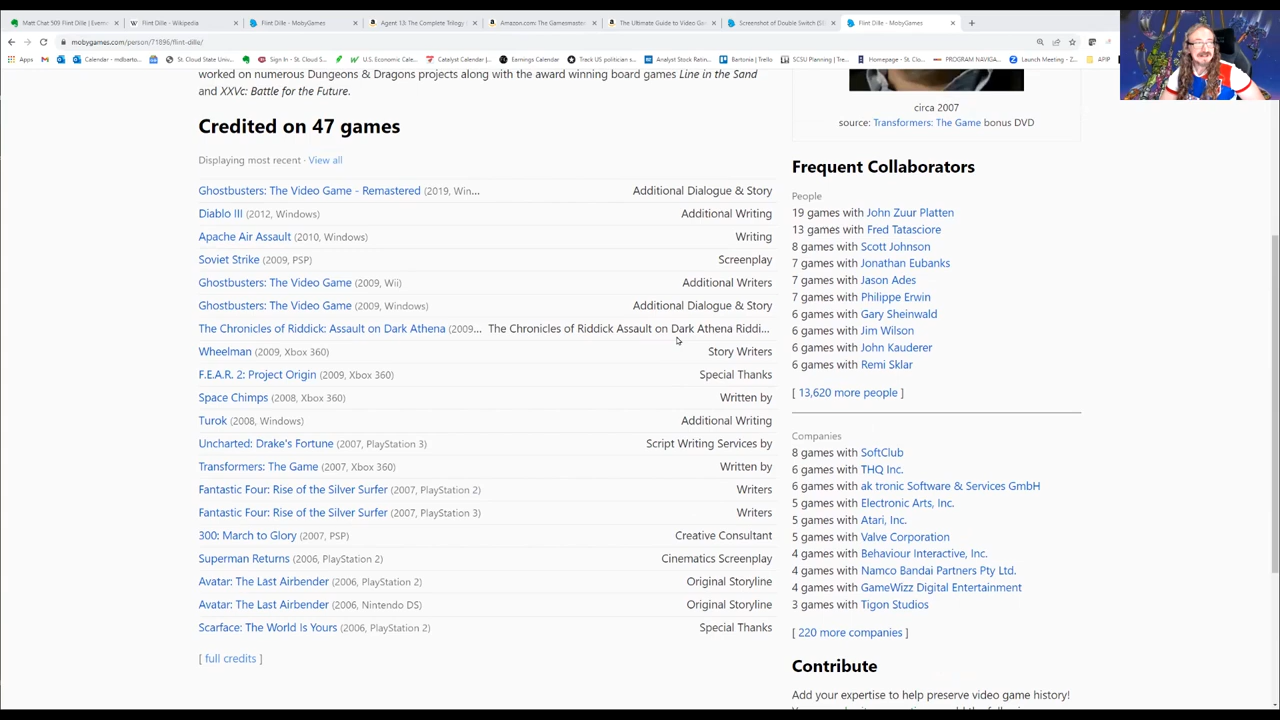 Matt Chat 509 Flint Dille | Everm
Flint Dille - Wikipedia
Flint Dille - MobyGames
Agent 13: The Complete Trilogy
Amazon.com: The Gamesmaster
The Ultimate Guide to Video Ga
Screenshot of Double Switch (SE
Flint Dille - MobyGames
mobygames.com/person/71896/flint-dille/
Apps
Calendar - mdbarto...
St. Cloud State Univ...
Sign In - St. Cloud S...
U.S. Economic Cale...
Catalyst Calendar |...
Earnings Calendar
Track US politician s...
Analyst Stock Ratin...
Bartonia | Trello
SCSU Planning | Tre...
Homepage - St. Clo...
PROGRAM NAVIGA...
Launch Meeting - Z...
APIP
worked on numerous Dungeons & Dragons projects along with the award winning board games Line in the Sand
and XXVc: Battle for the Future.
circa 2007
source: Transformers: The Game bonus DVD
Credited on 47 games
Displaying most recent · View all
Ghostbusters: The Video Game - Remastered (2019, Win... Additional Dialogue & Story
Diablo III (2012, Windows) Additional Writing
Apache Air Assault (2010, Windows) Writing
Soviet Strike (2009, PSP) Screenplay
Ghostbusters: The Video Game (2009, Wii) Additional Writers
Ghostbusters: The Video Game (2009, Windows) Additional Dialogue & Story
The Chronicles of Riddick: Assault on Dark Athena (2009... The Chronicles of Riddick Assault on Dark Athena Riddi...
Wheelman (2009, Xbox 360) Story Writers
F.E.A.R. 2: Project Origin (2009, Xbox 360) Special Thanks
Space Chimps (2008, Xbox 360) Written by
Turok (2008, Windows) Additional Writing
Uncharted: Drake's Fortune (2007, PlayStation 3) Script Writing Services by
Transformers: The Game (2007, Xbox 360) Written by
Fantastic Four: Rise of the Silver Surfer (2007, PlayStation 2) Writers
Fantastic Four: Rise of the Silver Surfer (2007, PlayStation 3) Writers
300: March to Glory (2007, PSP) Creative Consultant
Superman Returns (2006, PlayStation 2) Cinematics Screenplay
Avatar: The Last Airbender (2006, PlayStation 2) Original Storyline
Avatar: The Last Airbender (2006, Nintendo DS) Original Storyline
Scarface: The World Is Yours (2006, PlayStation 2) Special Thanks
[ full credits ]
Frequent Collaborators
People
19 games with John Zuur Platten
13 games with Fred Tatasciore
8 games with Scott Johnson
7 games with Jonathan Eubanks
7 games with Jason Ades
7 games with Philippe Erwin
6 games with Gary Sheinwald
6 games with Jim Wilson
6 games with John Kauderer
6 games with Remi Sklar
[ 13,620 more people ]
Companies
8 games with SoftClub
6 games with THQ Inc.
6 games with ak tronic Software & Services GmbH
5 games with Electronic Arts, Inc.
5 games with Atari, Inc.
5 games with Valve Corporation
4 games with Behaviour Interactive, Inc.
4 games with Namco Bandai Partners Pty Ltd.
4 games with GameWizz Digital Entertainment
3 games with Tigon Studios
[ 220 more companies ]
Contribute
Add your expertise to help preserve video game history!